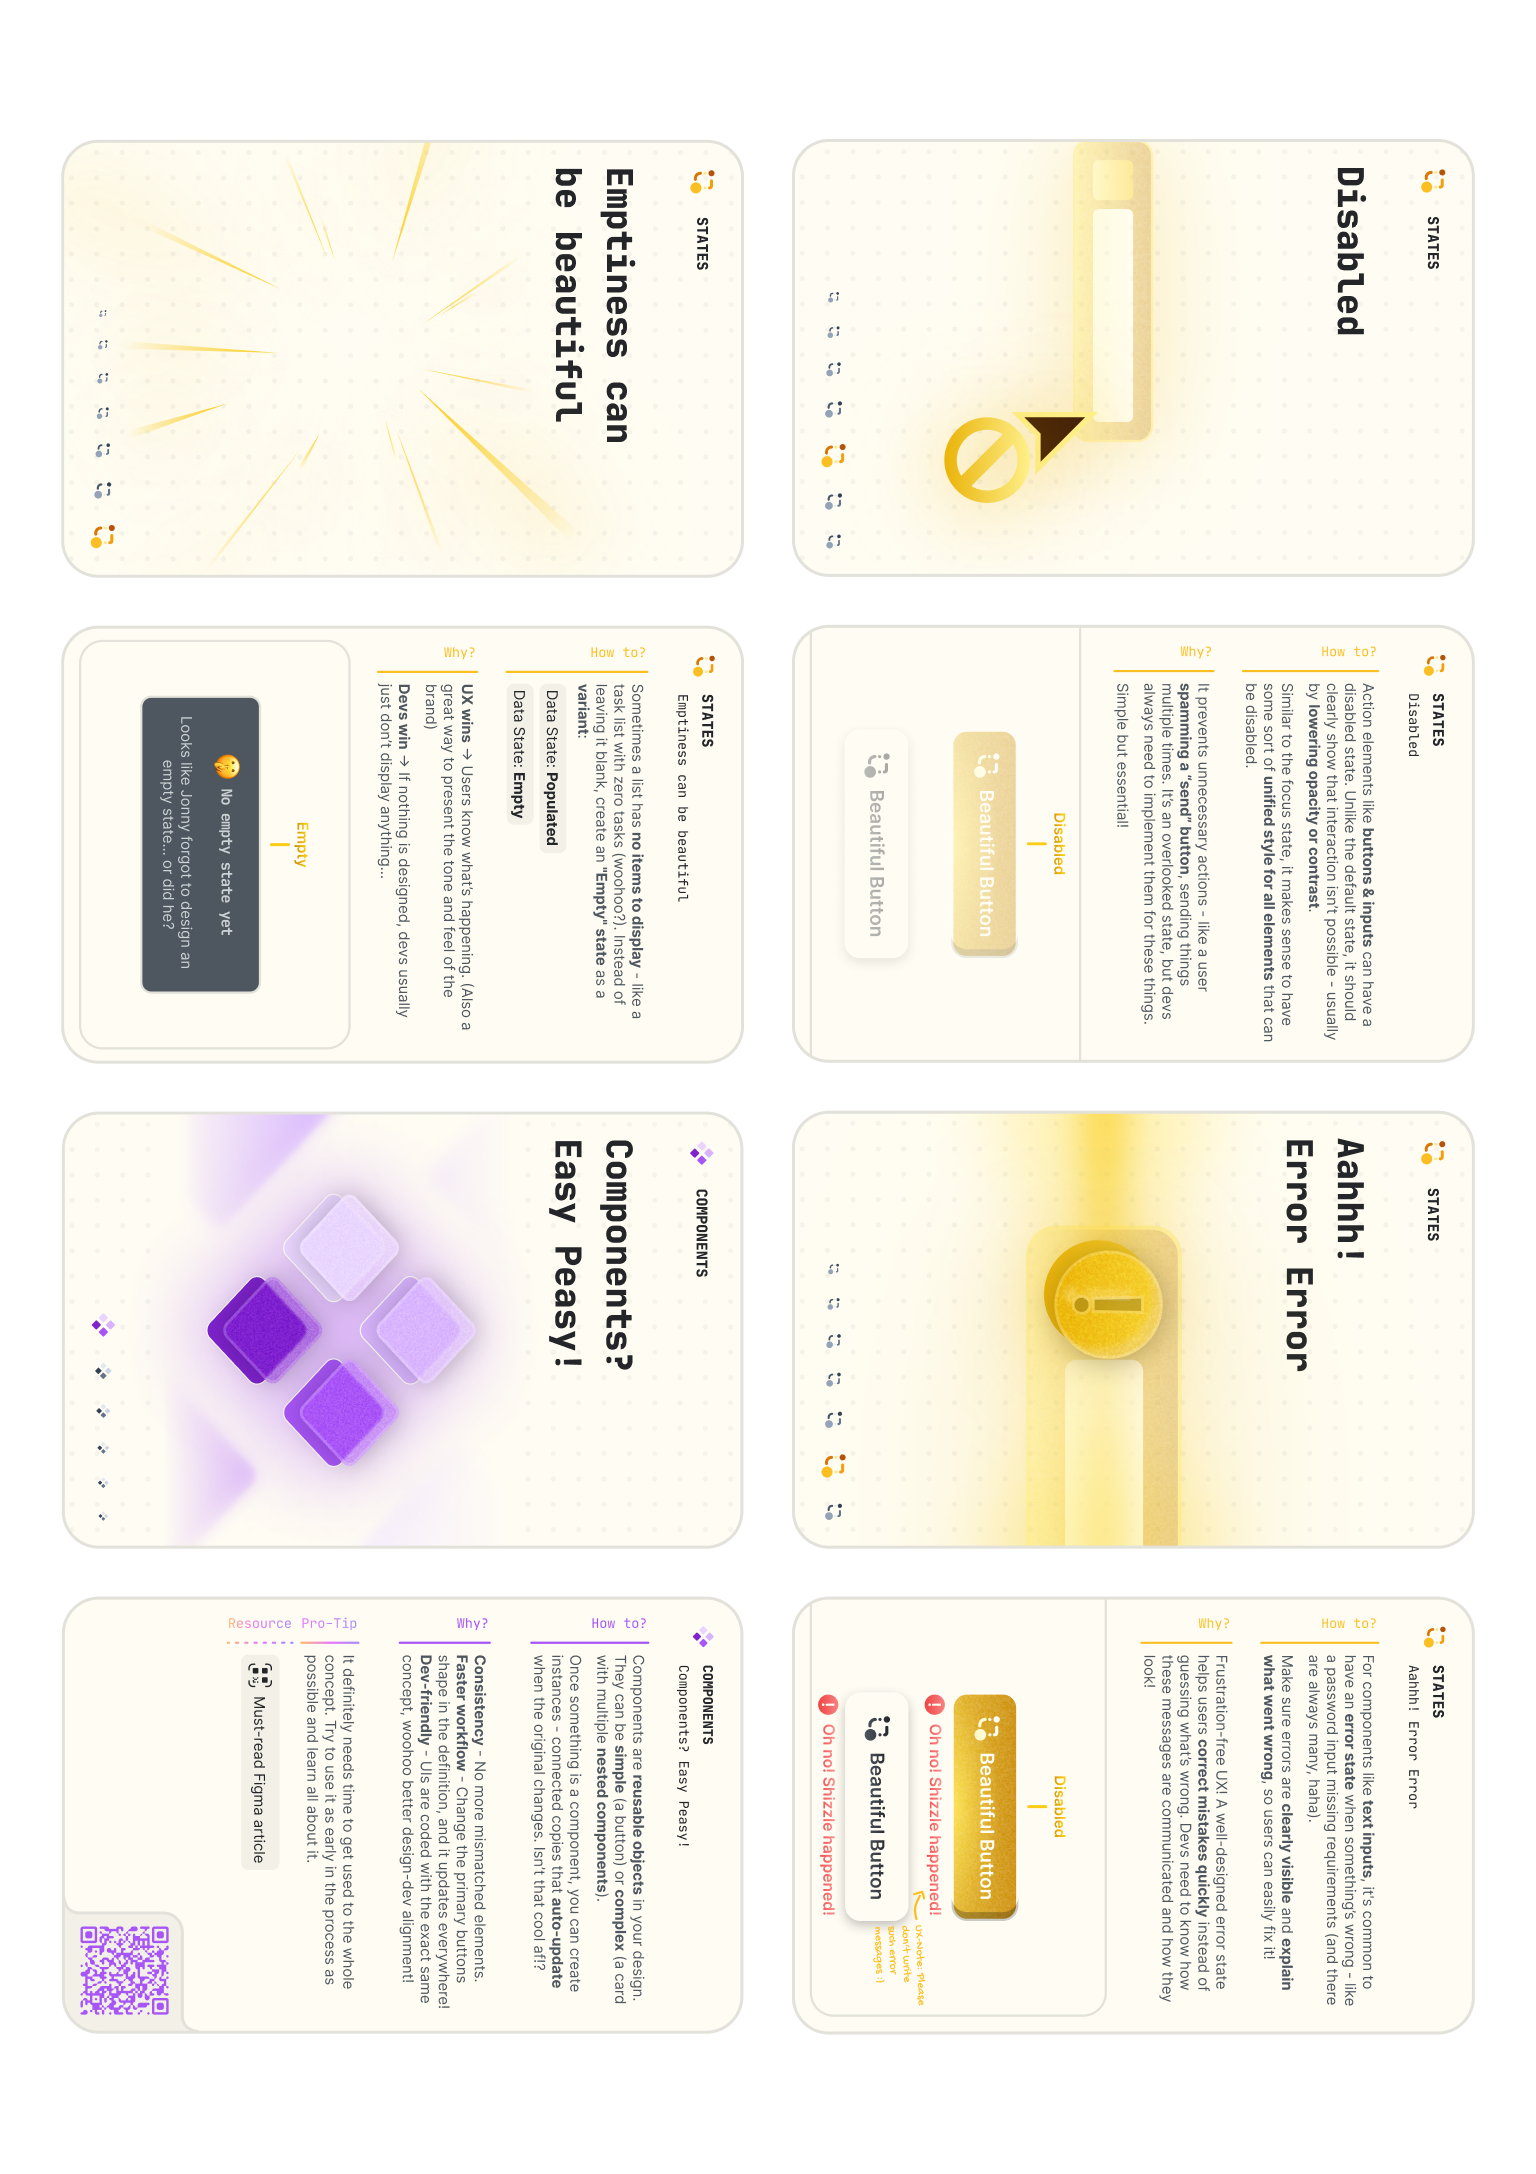 STATES
Disabled
STATES
Disabled
How to?
Action elements like buttons & inputs can have a
disabled state. Unlike the default state, it should
clearly show that interaction isn't possible - usually
by lowering opacity or contrast.
Similar to the focus state, it makes sense to have
some sort of unified style for all elements that can
be disabled.
Why?
It prevents unnecessary actions - like a user
spamming a "send" button, sending things
multiple times. It's an overlooked state, but devs
always need to implement them for these things.
Simple but essential!
Disabled
Beautiful Button
Beautiful Button
STATES
Aahhh!
Error Error
STATES
Aahhh! Error Error
How to?
For components like text inputs, it's common to
have an error state when something's wrong - like
a password input missing requirements (and there
are always many, haha).
Make sure errors are clearly visible and explain
what went wrong, so users can easily fix it!
Why?
Frustration-free UX! A well-designed error state
helps users correct mistakes quickly instead of
guessing what's wrong. Devs need to know how
these messages are communicated and how they
look!
Disabled
Beautiful Button
Oh no! Shizzle happened!
Beautiful Button
Oh no! Shizzle happened!
UX-Note: Please
don't write
such error
messages :)
STATES
Emptiness can
be beautiful
STATES
Emptiness can be beautiful
How to?
Sometimes a list has no items to display - like a
task list with zero tasks (woohoo?). Instead of
leaving it blank, create an "Empty" state as a
variant:
Data State: Populated
Data State: Empty
Why?
UX wins → Users know what's happening. (Also a
great way to present the tone and feel of the
brand)
Devs win → If nothing is designed, devs usually
just don't display anything...
Empty
No empty state yet
Looks like Jonny forgot to design an
empty state... or did he?
COMPONENTS
Components?
Easy Peasy!
COMPONENTS
Components? Easy Peasy!
How to?
Components are reusable objects in your design.
They can be simple (a button) or complex (a card
with multiple nested components).
Once something is a component, you can create
instances - connected copies that auto-update
when the original changes. Isn't that cool af!?
Why?
Consistency - No more mismatched elements.
Faster workflow - Change the primary buttons
shape in the definition, and it updates everywhere!
Dev-friendly - UIs are coded with the exact same
concept, woohoo better design-dev alignment!
Pro-Tip
It definitely needs time to get used to the whole
concept. Try to use it as early in the process as
possible and learn all about it.
Resource
Must-read Figma article